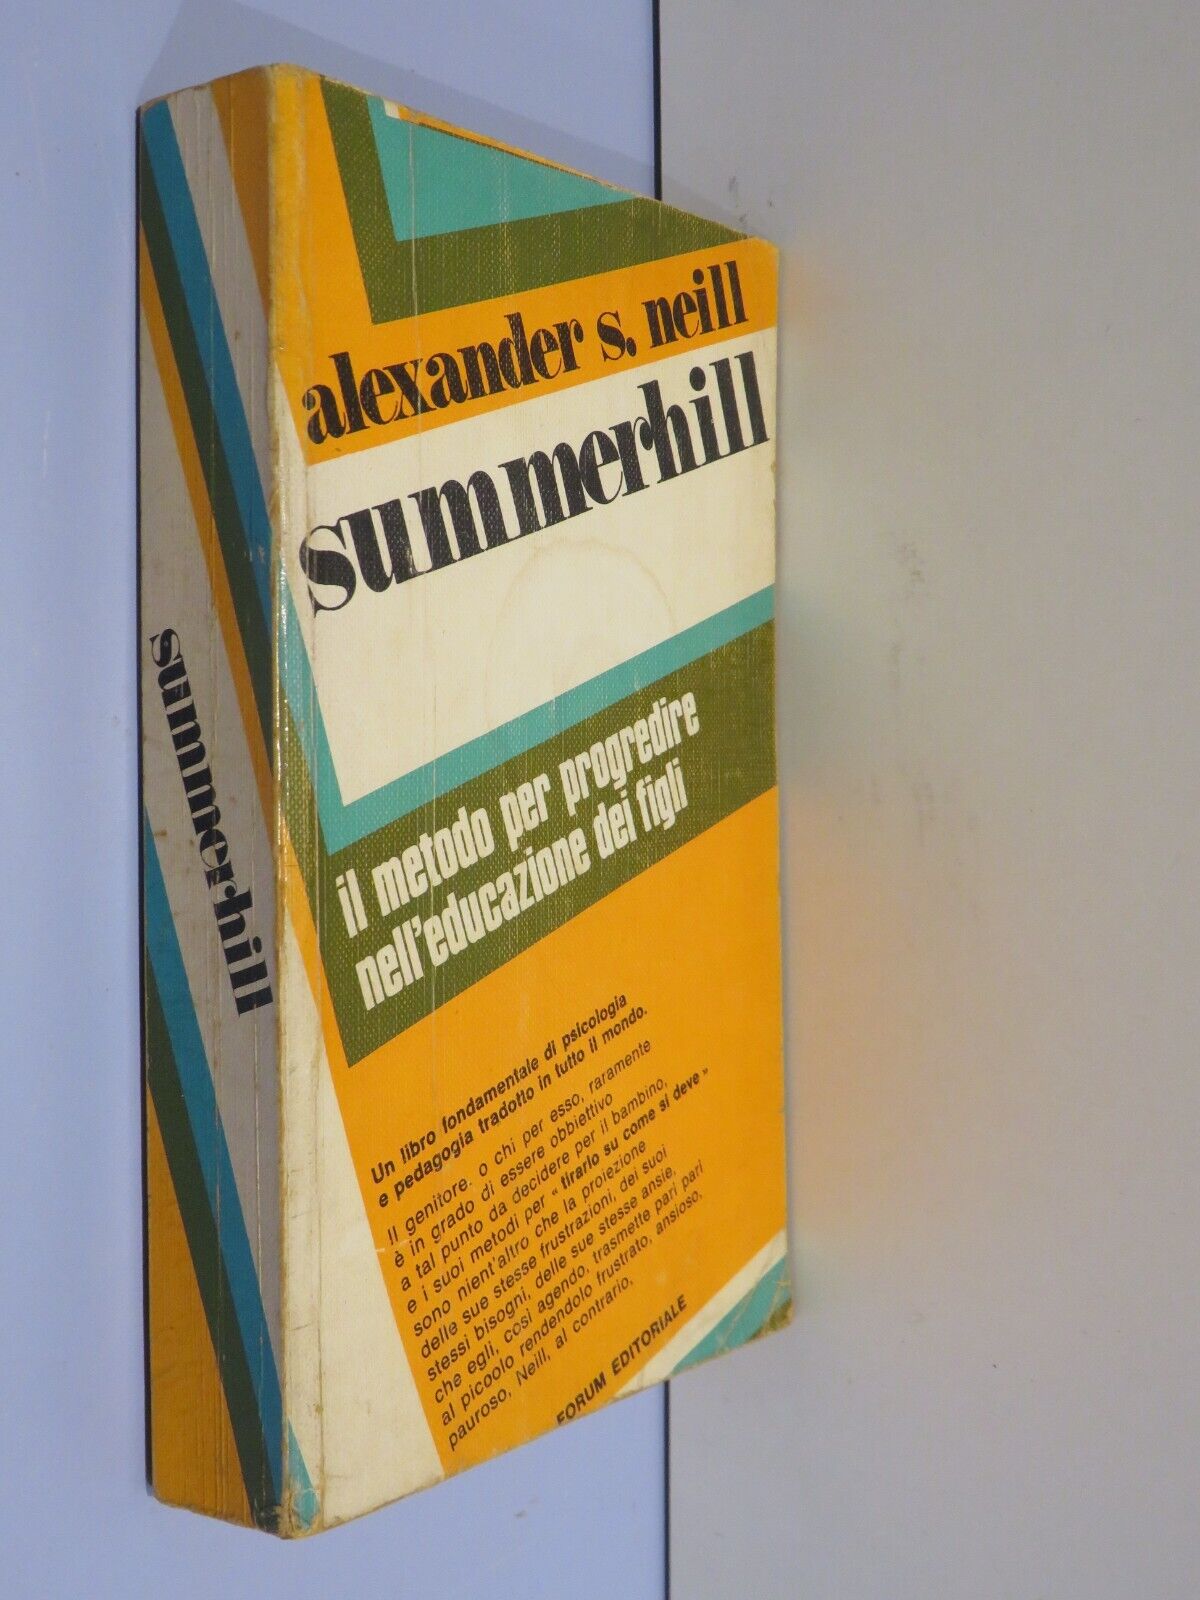 alexander s. neill
summerhill
il metodo per progredire
nell'educazione dei figli
Un libro fondamentale di psicologia
e pedagogia tradotto in tutto il mondo.
Il genitore, o chi per esso, raramente
è in grado di essere obbiettivo
a tal punto da decidere per il bambino,
e i suoi metodi per « tirarlo su come si deve »
sono nient'altro che la proiezione
delle sue stesse frustrazioni, dei suoi
stessi bisogni, delle sue stesse ansie,
che egli, così agendo, trasmette pari pari
al piccolo rendendolo frustrato, ansioso,
pauroso. Neill, al contrario,
FORUM EDITORIALE
summerhill